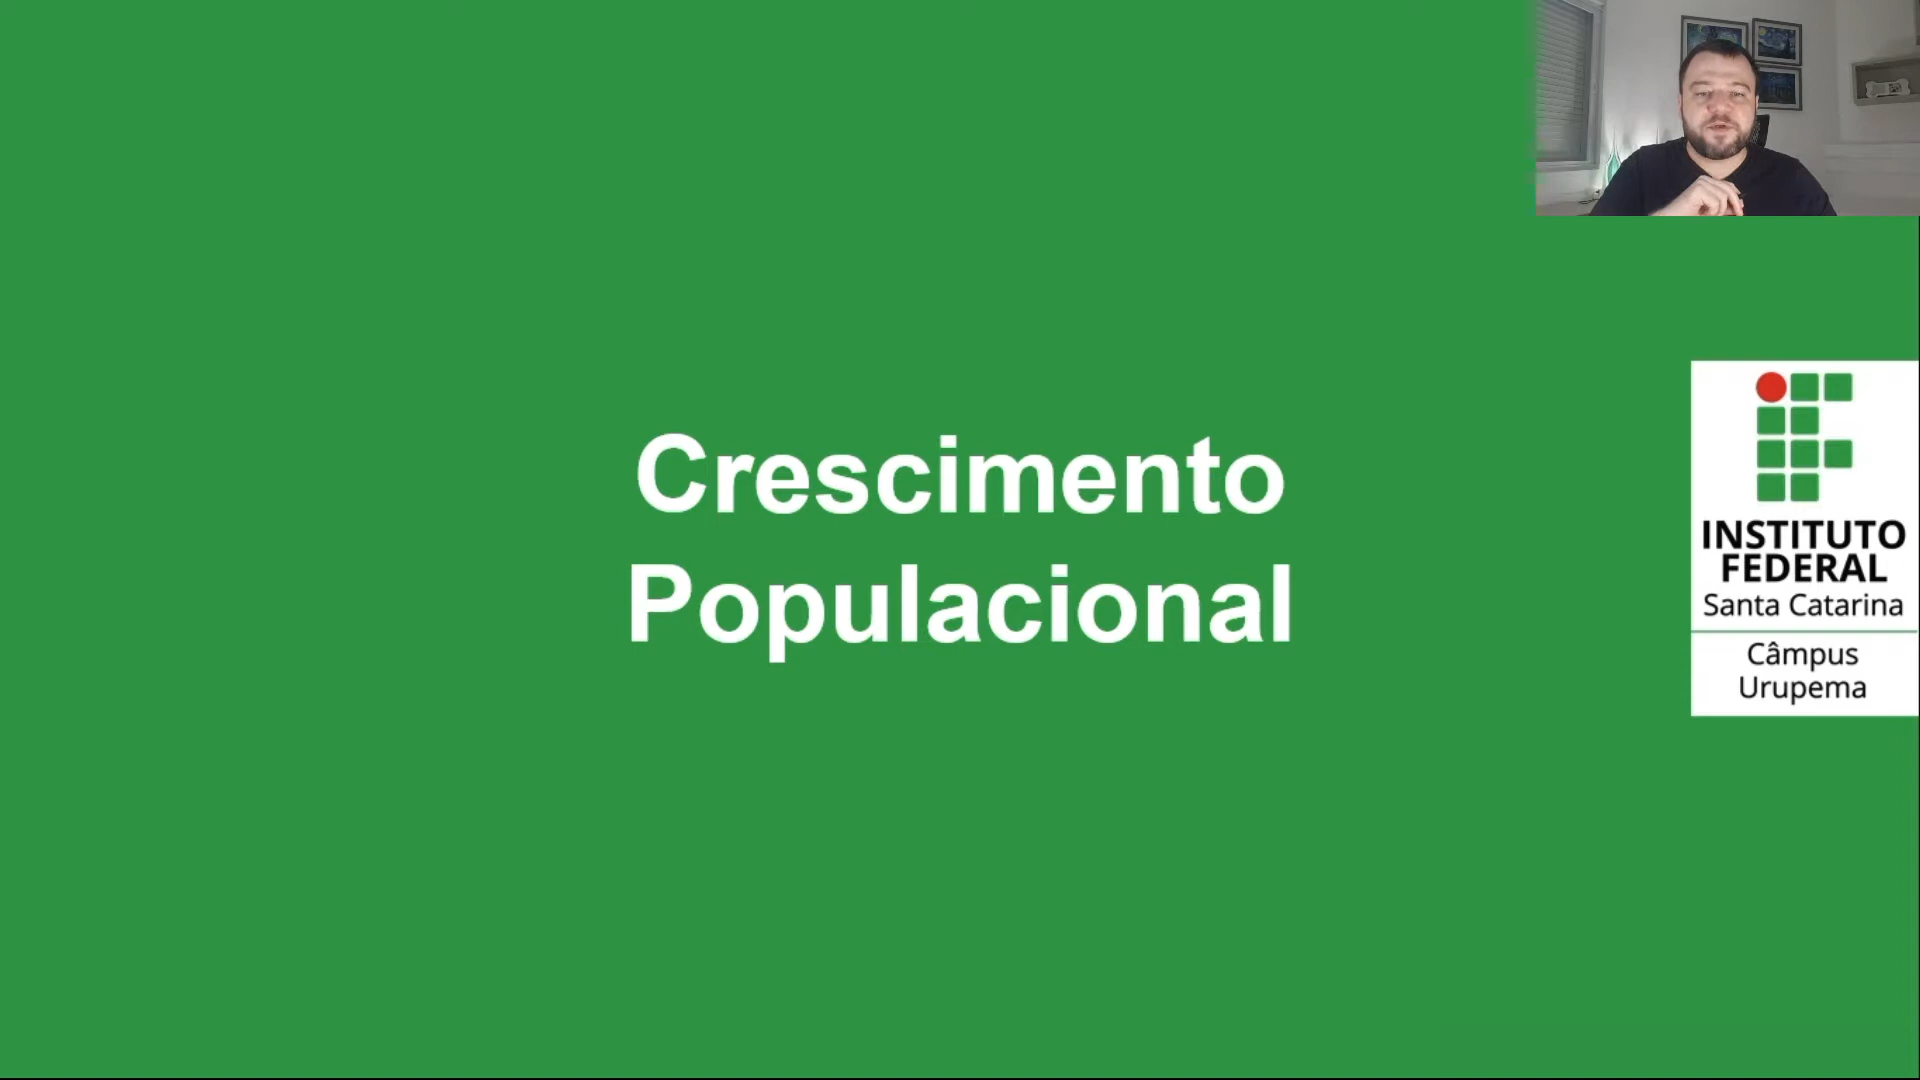 Crescimento
Populacional
INSTITUTO
FEDERAL
Santa Catarina
Câmpus
Urupema